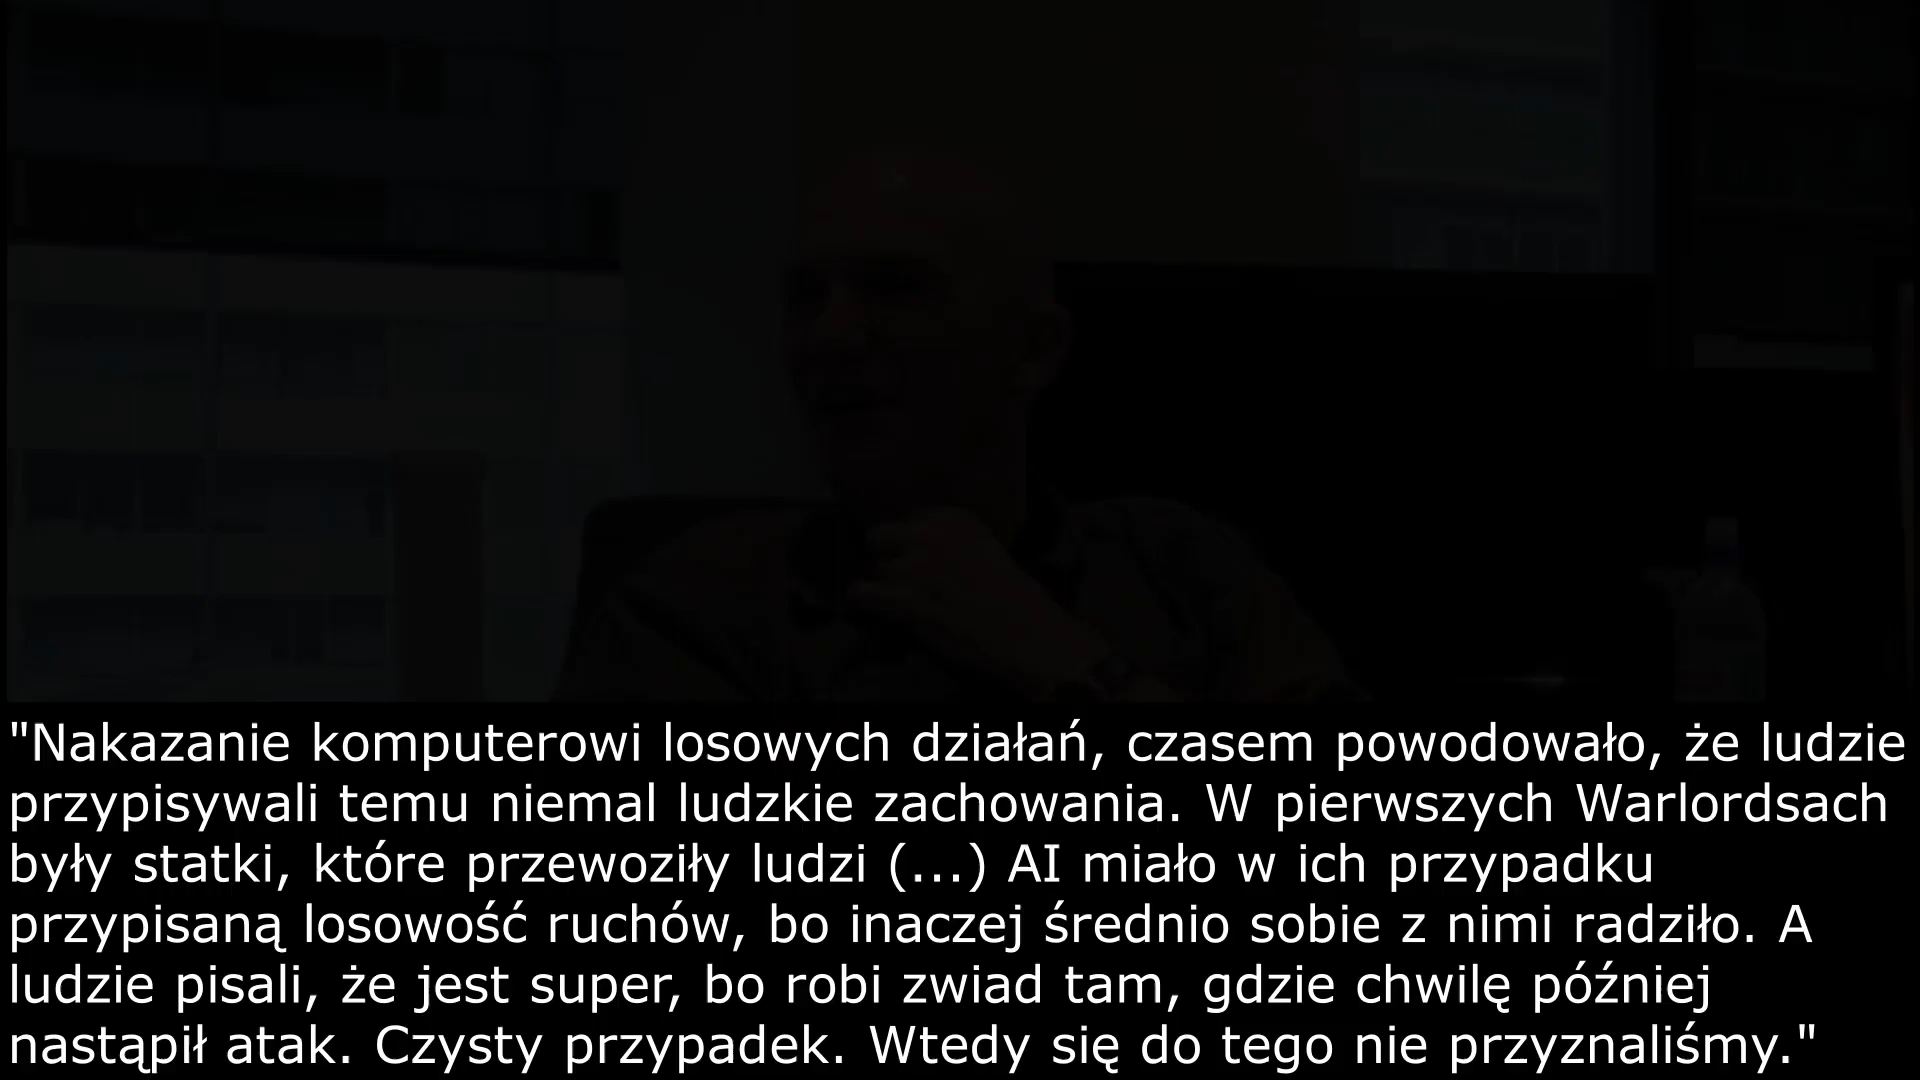 "Nakazanie komputerowi losowych działań, czasem powodowało, że ludzie
przypisywali temu niemal ludzkie zachowania. W pierwszych Warlordsach
były statki, które przewoziły ludzi (...) AI miało w ich przypadku
przypisaną losowość ruchów, bo inaczej średnio sobie z nimi radziło. A
ludzie pisali, że jest super, bo robi zwiad tam, gdzie chwilę później
nastąpił atak. Czysty przypadek. Wtedy się do tego nie przyznaliśmy."